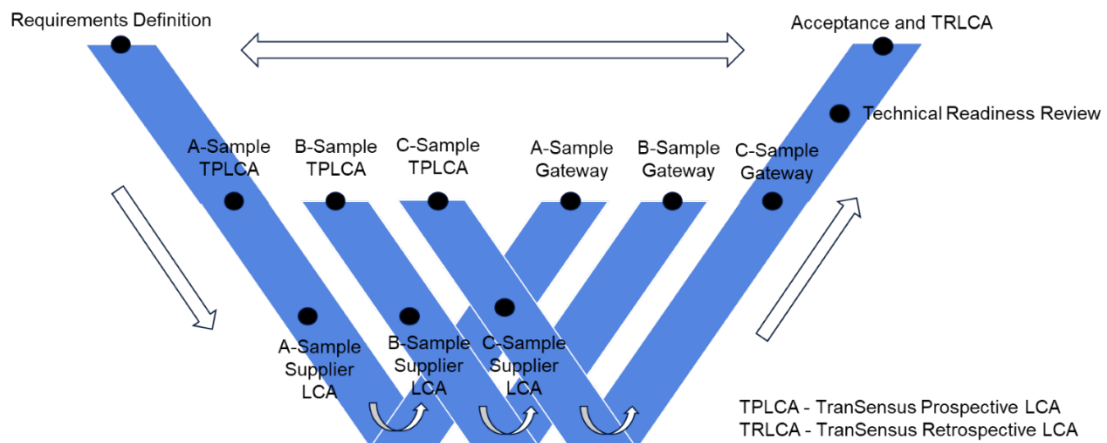 Requirements Definition
Acceptance and TRLCA
Technical Readiness Review
A-Sample
TPLCA
B-Sample
TPLCA
C-Sample
TPLCA
A-Sample
Gateway
B-Sample
Gateway
C-Sample
Gateway
A-Sample
Supplier
LCA
B-Sample
Supplier
LCA
C-Sample
Supplier
LCA
TPLCA - TranSensus Prospective LCA
TRLCA - TranSensus Retrospective LCA